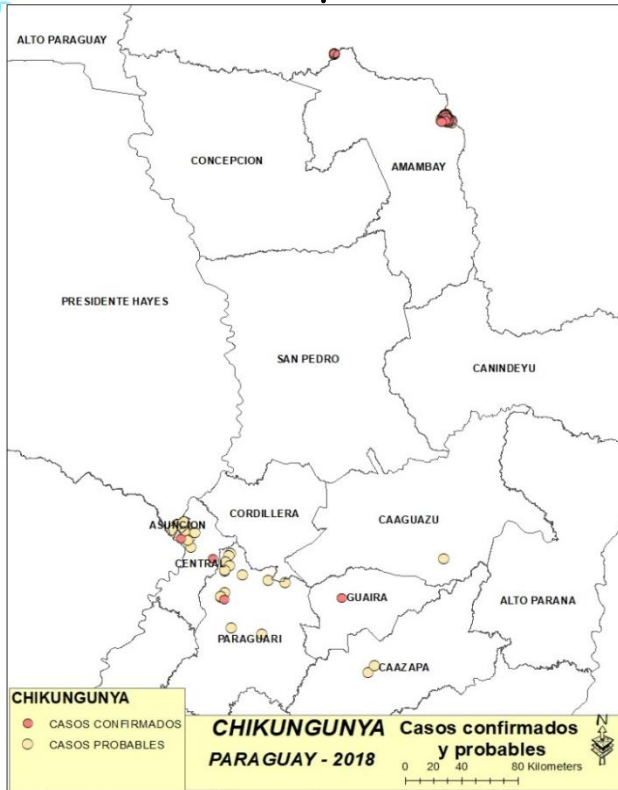 ALTO PARAGUAY
CONCEPCION
AMAMBAY
PRESIDENTE HAYES
SAN PEDRO
CANINDEYU
CORDILLERA
ASUNCION
CAAGUAZU
CENTRAL
GUAIRA
ALTO PARANA
PARAGUARI
CAAZAPA
CHIKUNGUNYA
CASOS CONFIRMADOS
CASOS PROBABLES
CHIKUNGUNYA
PARAGUAY - 2018
Casos confirmados
y probables
0 20 40 80 Kilometers
N